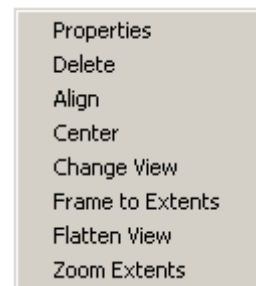 Properties
Delete
Align
Center
Change View
Frame to Extents
Flatten View
Zoom Extents